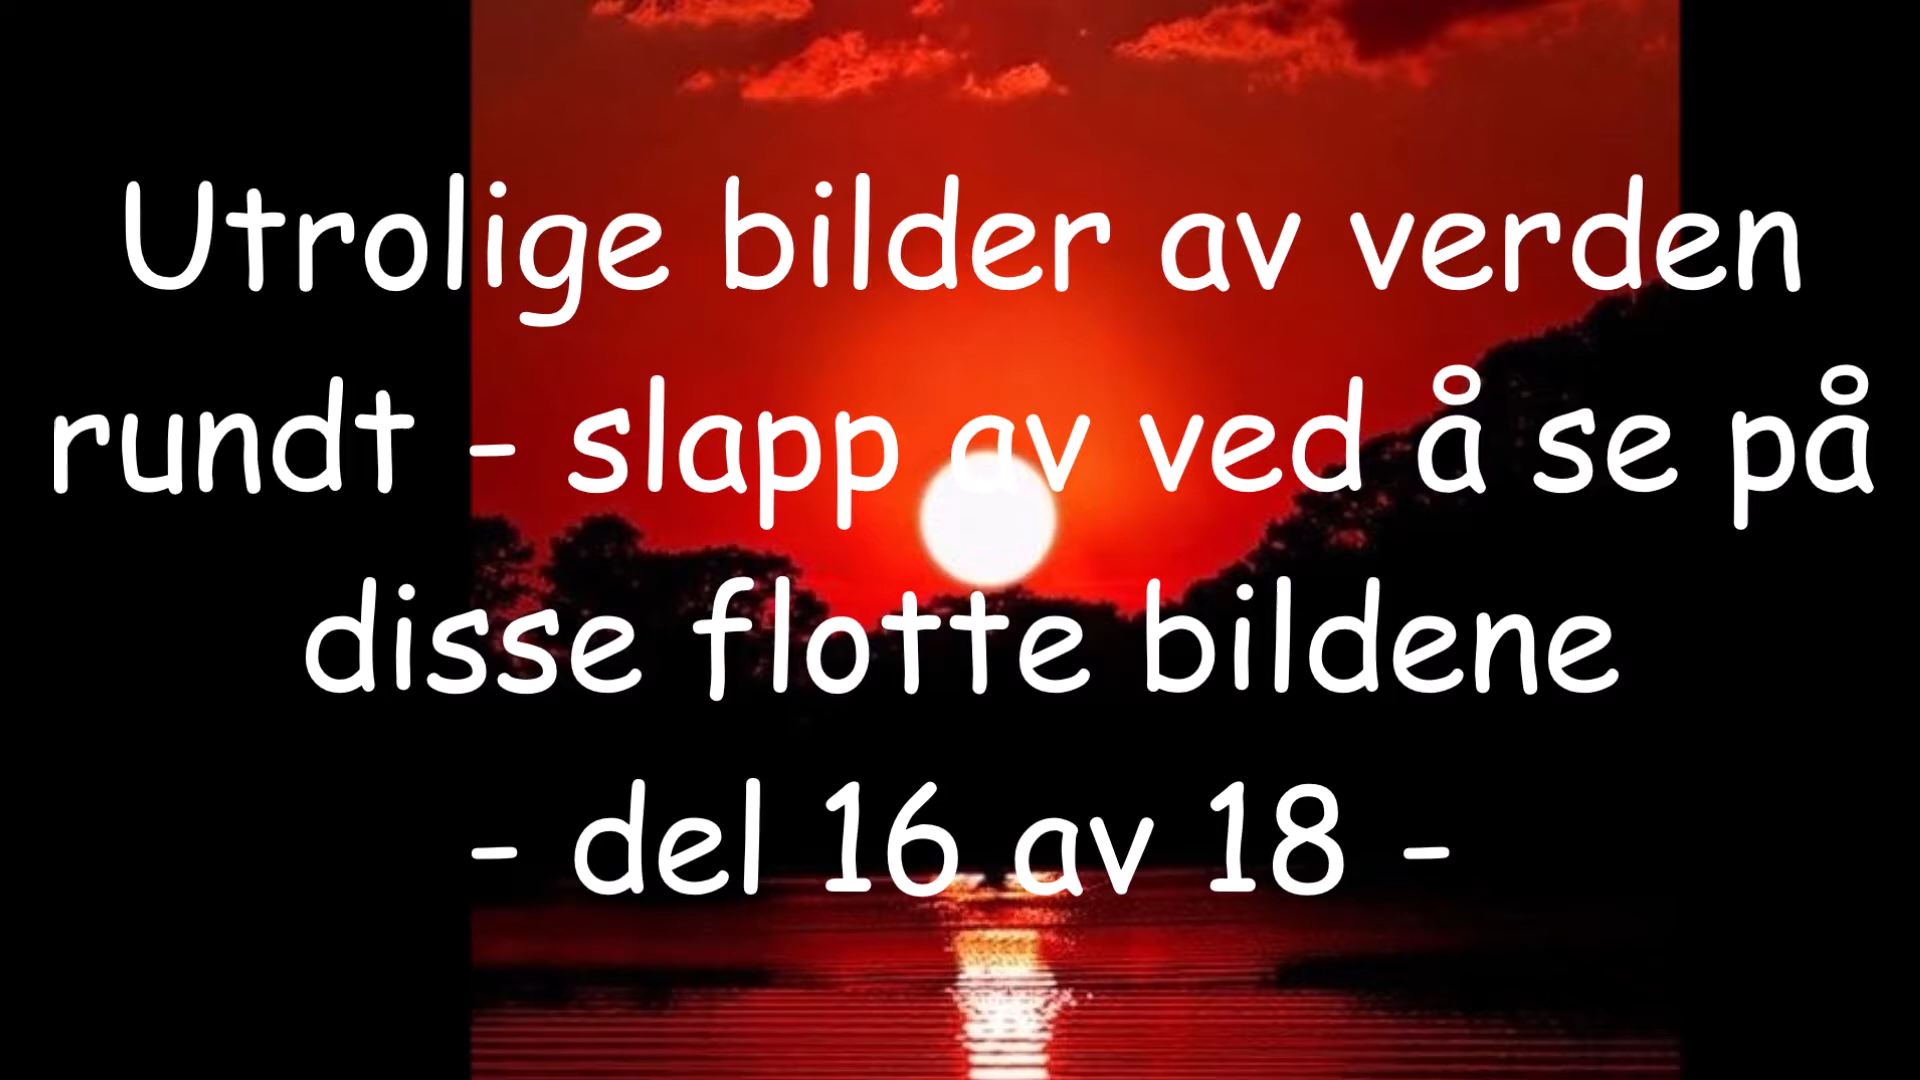 Utrolige bilder av verden
rundt - slapp av ved å se på
disse flotte bildene
- del 16 av 18 -